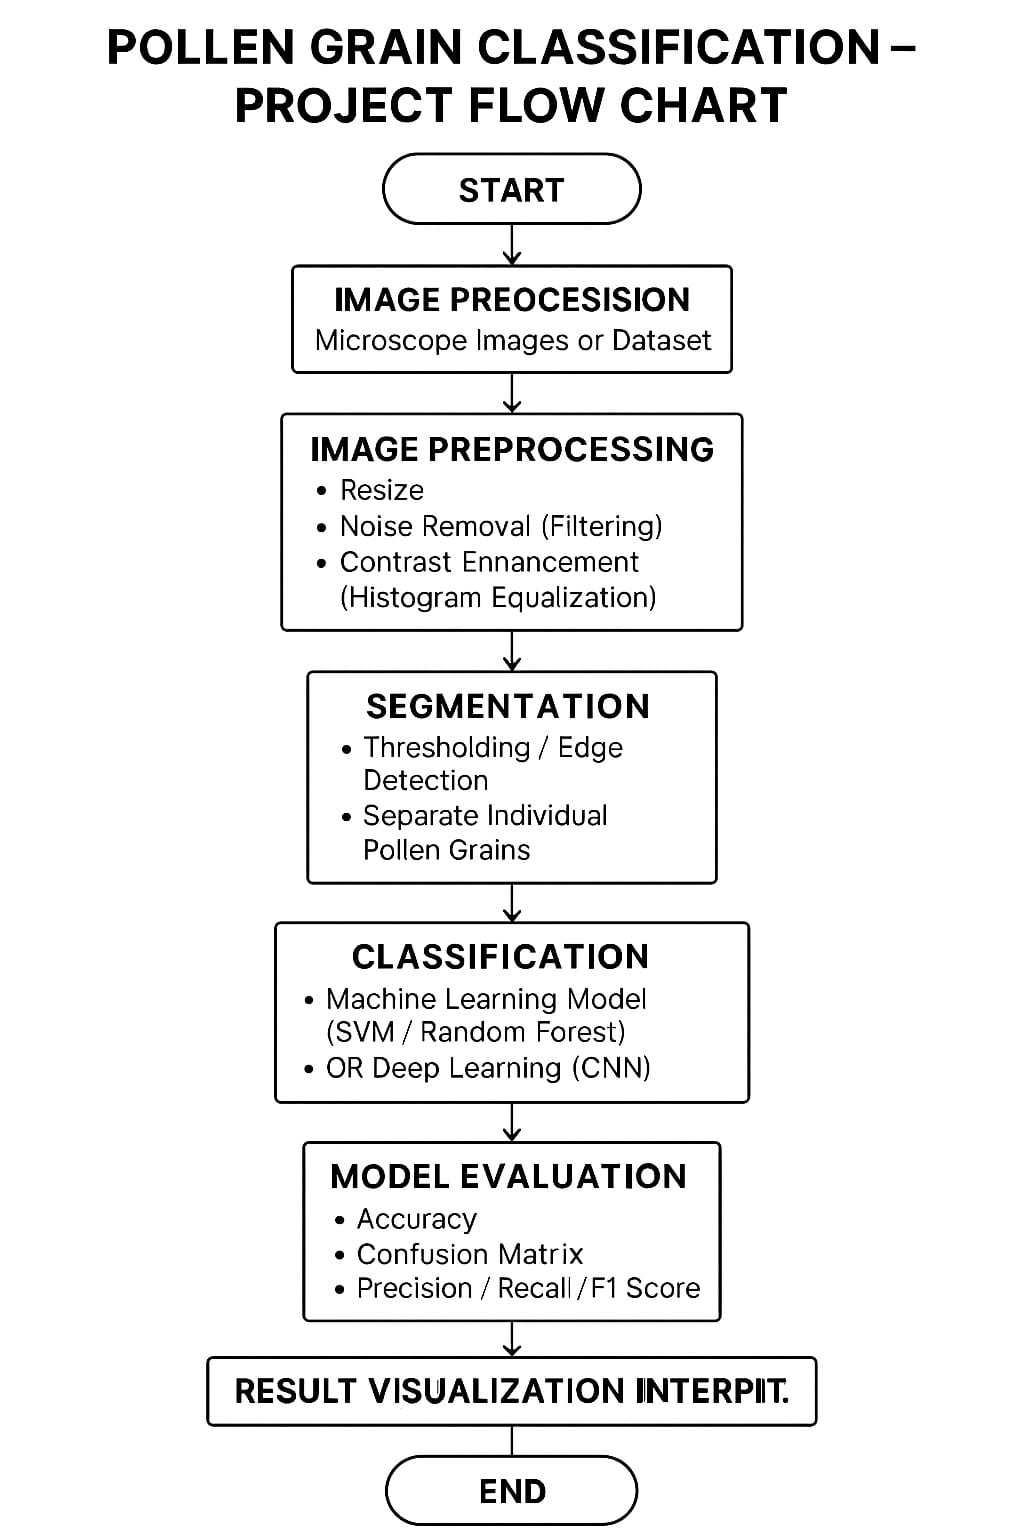 POLLEN GRAIN CLASSIFICATION –
PROJECT FLOW CHART
START
IMAGE PREOCESISION
Microscope Images or Dataset
IMAGE PREPROCESSING
• Resize
• Noise Removal (Filtering)
• Contrast Ennancement
(Histogram Equalization)
SEGMENTATION
• Thresholding / Edge
Detection
• Separate Individual
Pollen Grains
CLASSIFICATION
• Machine Learning Model
(SVM / Random Forest)
• OR Deep Learning (CNN)
MODEL EVALUATION
• Accuracy
• Confusion Matrix
• Precision / Recall / F1 Score
RESULT VISUALIZATION INTERPIT.
END